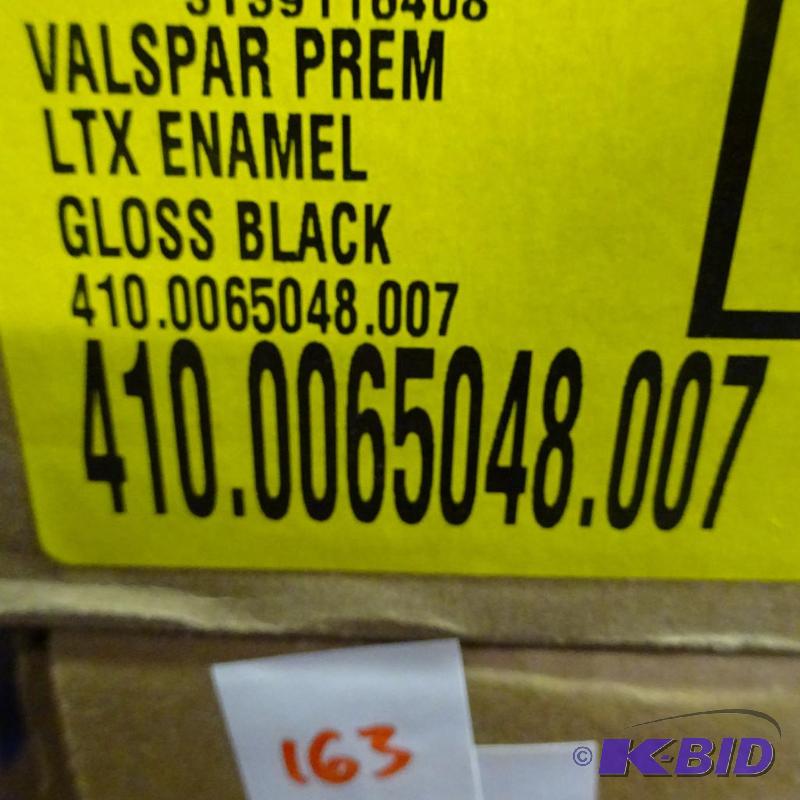 VALSPAR PREM
LTX ENAMEL
GLOSS BLACK
410.0065048.007
410.0065048.007
163
© K-BID